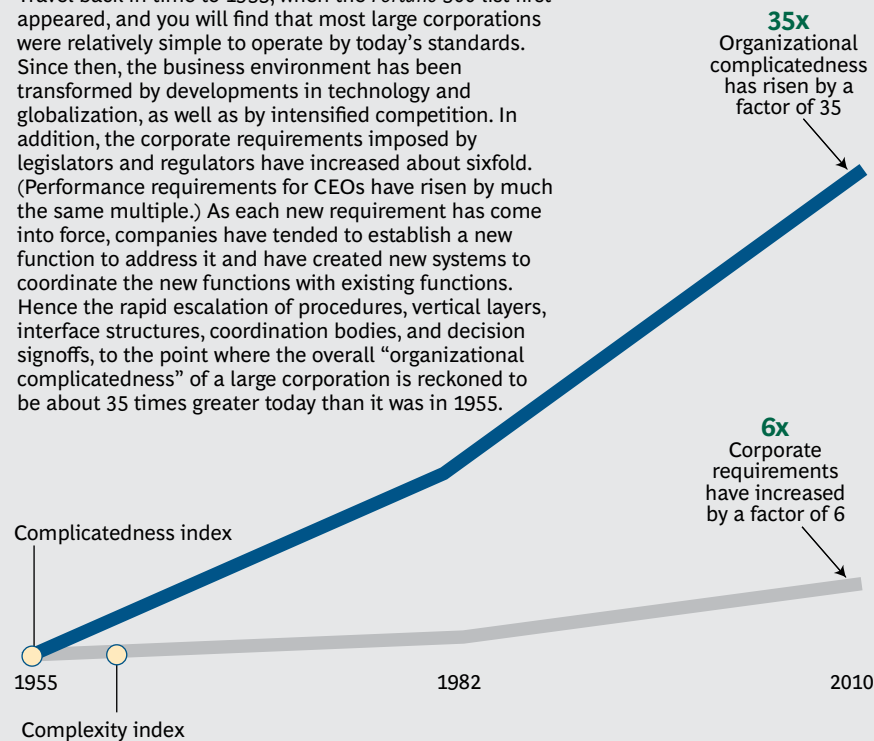 appeared, and you will find that most large corporations
were relatively simple to operate by today’s standards.
Since then, the business environment has been
transformed by developments in technology and
globalization, as well as by intensified competition. In
addition, the corporate requirements imposed by
legislators and regulators have increased about sixfold.
(Performance requirements for CEOs have risen by much
the same multiple.) As each new requirement has come
into force, companies have tended to establish a new
function to address it and have created new systems to
coordinate the new functions with existing functions.
Hence the rapid escalation of procedures, vertical layers,
interface structures, coordination bodies, and decision
signoffs, to the point where the overall “organizational
complicatedness” of a large corporation is reckoned to
be about 35 times greater today than it was in 1955.
35x
Organizational
complicatedness
has risen by a
factor of 35
6x
Corporate
requirements
have increased
by a factor of 6
Complicatedness index
1955
1982
2010
Complexity index